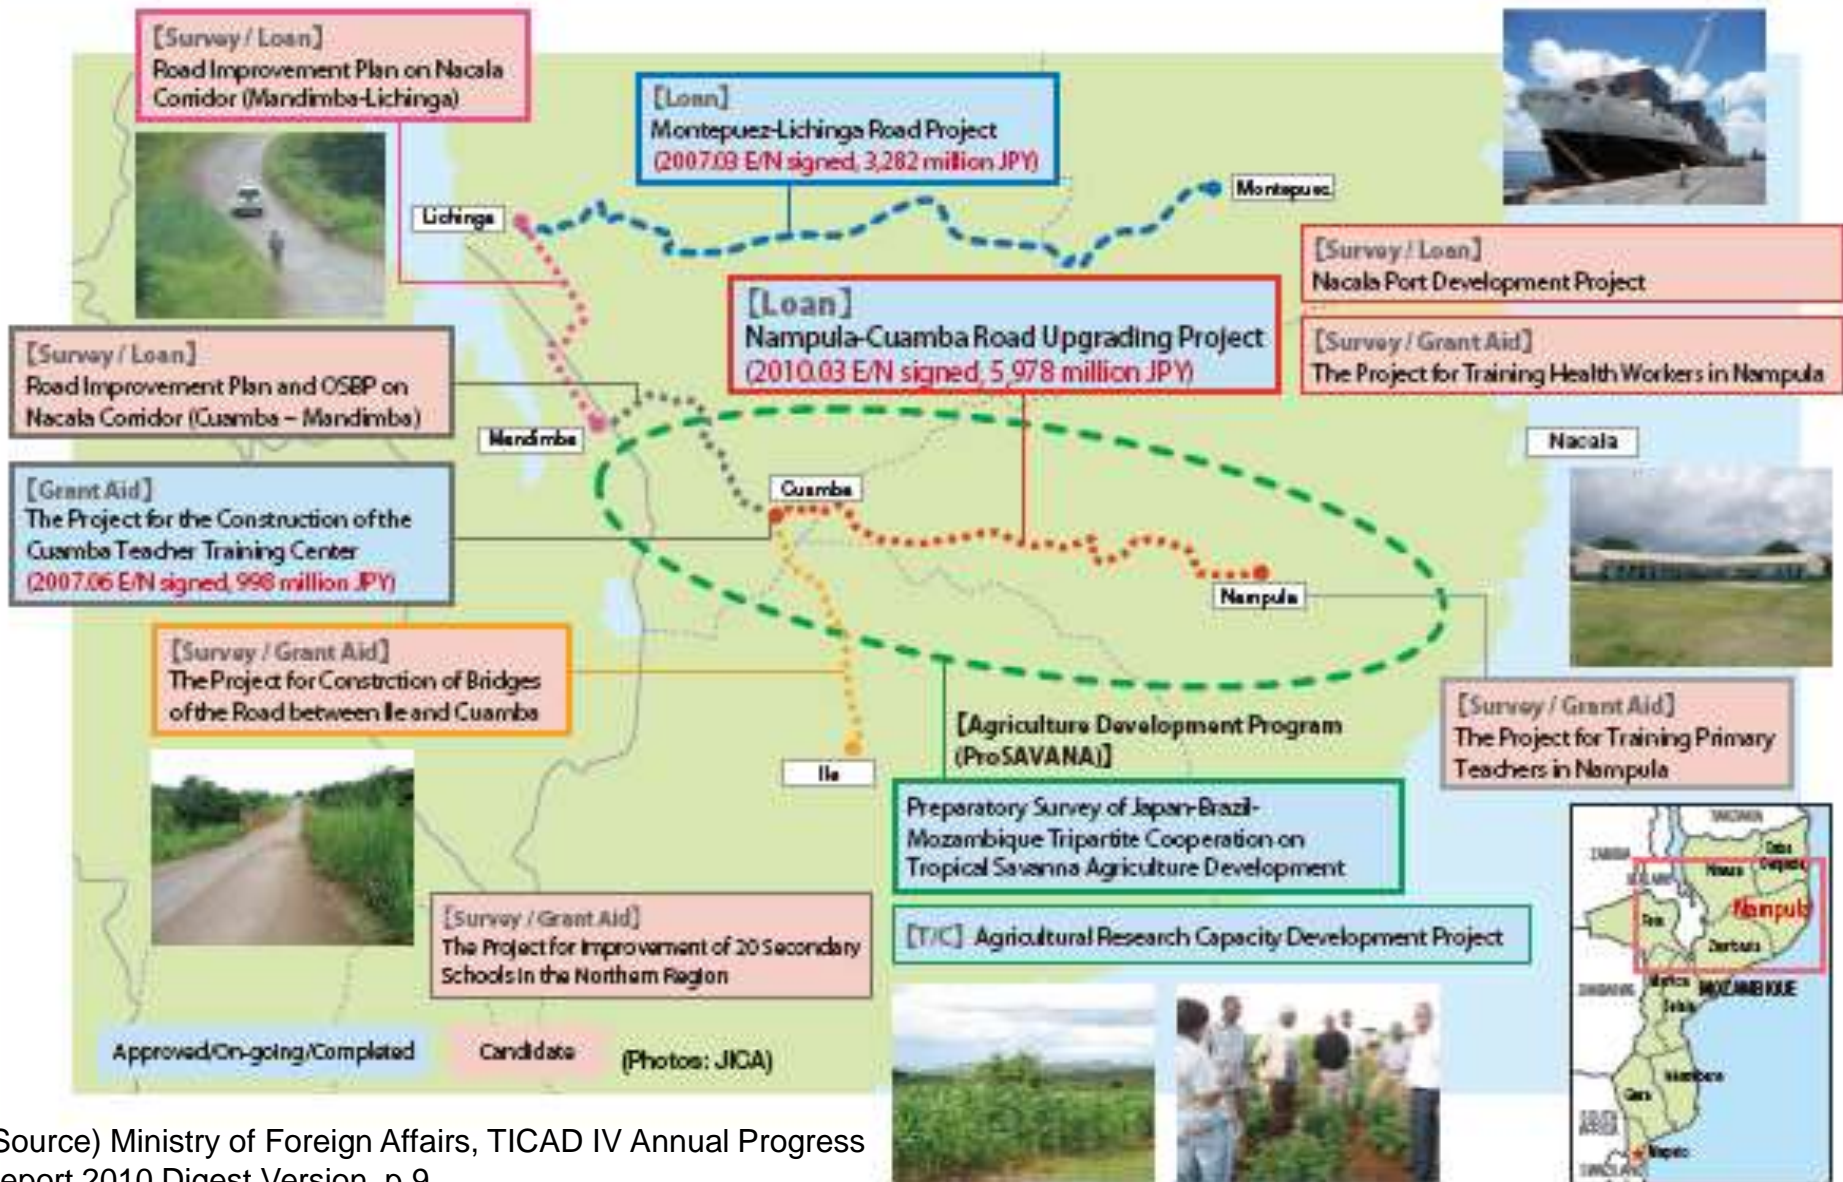 [Survey / Loan]
Road Improvement Plan on Nacala
Corridor (Mandimba-Lichinga)
[Loan]
Montepuez-Lichinga Road Project
(2007.03 E/N signed, 3,282 million JPY)
Lichinga
Montepuez
[Survey / Loan]
Nacala Port Development Project
[Loan]
Nampula-Cuamba Road Upgrading Project
(2010.03 E/N signed, 5,978 million JPY)
[Survey / Grant Aid]
The Project for Training Health Workers in Nampula
[Survey / Loan]
Road Improvement Plan and OSBP on
Nacala Corridor (Cuamba – Mandimba)
Mandimba
Nacala
[Grant Aid]
The Project for the Construction of the
Cuamba Teacher Training Center
(2007.06 E/N signed, 998 million JPY)
Cuamba
Nampula
[Survey / Grant Aid]
The Project for Constrction of Bridges
of the Road between Ile and Cuamba
Ile
[Agriculture Development Program
(ProSAVANA)]
Preparatory Survey of Japan-Brazil-
Mozambique Tripartite Cooperation on
Tropical Savanna Agriculture Development
[Survey / Grant Aid]
The Project for Training Primary
Teachers in Nampula
[T/C] Agricultural Research Capacity Development Project
[Survey / Grant Aid]
The Project for Improvement of 20 Secondary
Schools in the Northern Region
Approved/On-going/Completed
Candidate
(Photos: JICA)
TANZANIA
Nampula
MOZAMBIQUE
Maputo
Source) Ministry of Foreign Affairs, TICAD IV Annual Progress
eport 2010 Digest Version, p.9